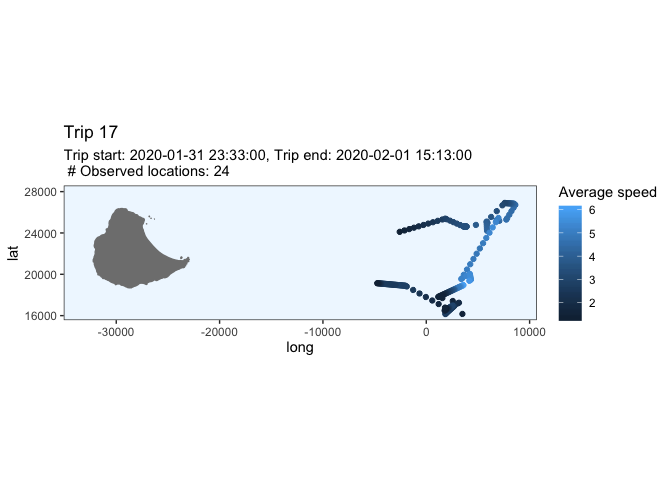 Trip 17
Trip start: 2020-01-31 23:33:00, Trip end: 2020-02-01 15:13:00
# Observed locations: 24
Average speed
28000
24000
20000
16000
lat
6
5
4
3
2
-30000 -20000 -10000 0 10000
long